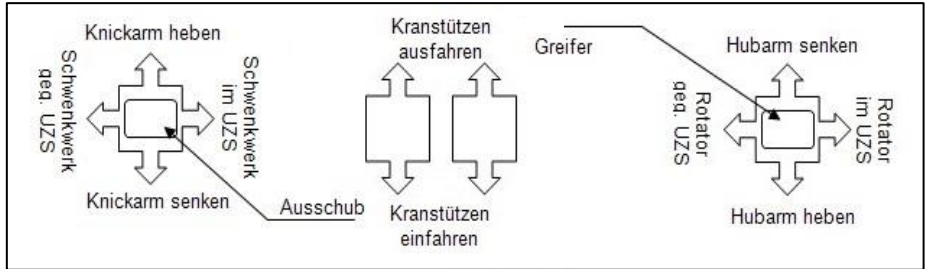 Knickarm heben
Schwenkwerk
geg. UZS
Schwenkwerk
im UZS
Knickarm senken
Ausschub
Kranstützen
ausfahren
Kranstützen
einfahren
Greifer
Hubarm senken
Rotator
geg. UZS
Rotator
im UZS
Hubarm heben